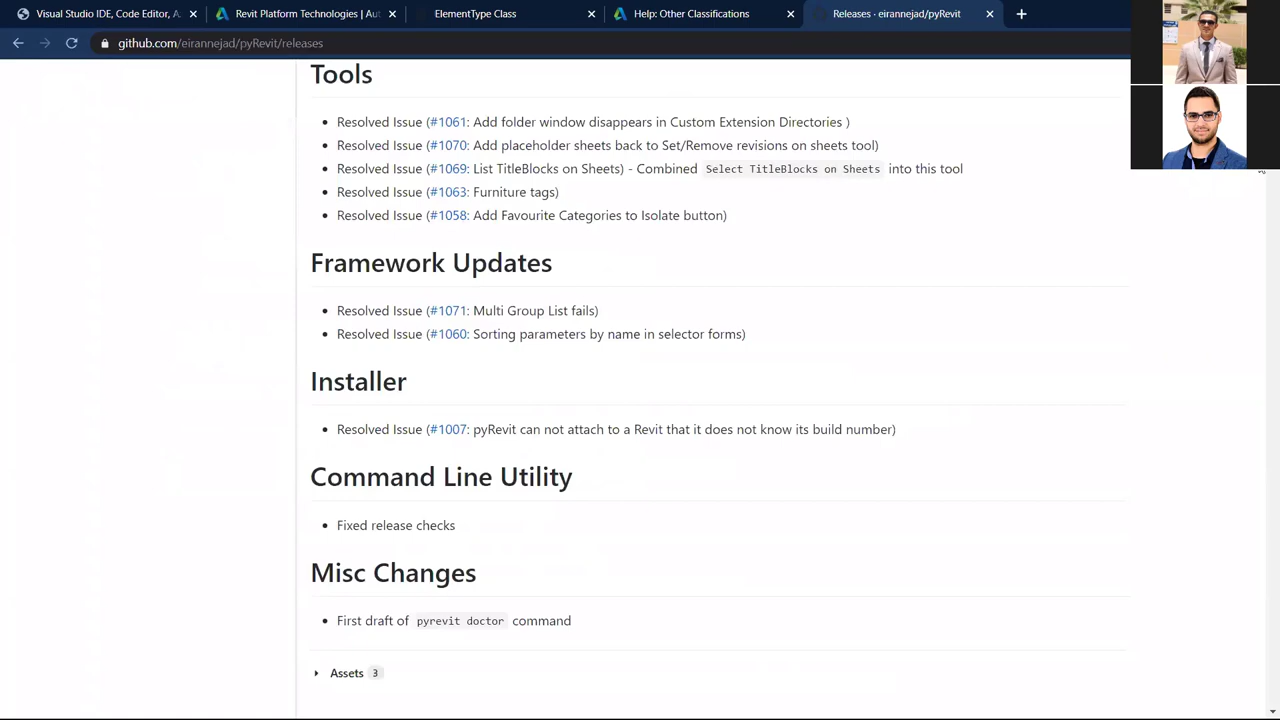 Visual Studio IDE, Code Editor, A
Revit Platform Technologies | Aut
ElementType Class
Help: Other Classifications
Releases · eirannejad/pyRevit
github.com/eirannejad/pyRevit/releases
Tools
Resolved Issue (#1061: Add folder window disappears in Custom Extension Directories )
Resolved Issue (#1070: Add placeholder sheets back to Set/Remove revisions on sheets tool)
Resolved Issue (#1069: List TitleBlocks on Sheets) - Combined Select TitleBlocks on Sheets into this tool
Resolved Issue (#1063: Furniture tags)
Resolved Issue (#1058: Add Favourite Categories to Isolate button)
Framework Updates
Resolved Issue (#1071: Multi Group List fails)
Resolved Issue (#1060: Sorting parameters by name in selector forms)
Installer
Resolved Issue (#1007: pyRevit can not attach to a Revit that it does not know its build number)
Command Line Utility
Fixed release checks
Misc Changes
First draft of pyrevit doctor command
Assets 3